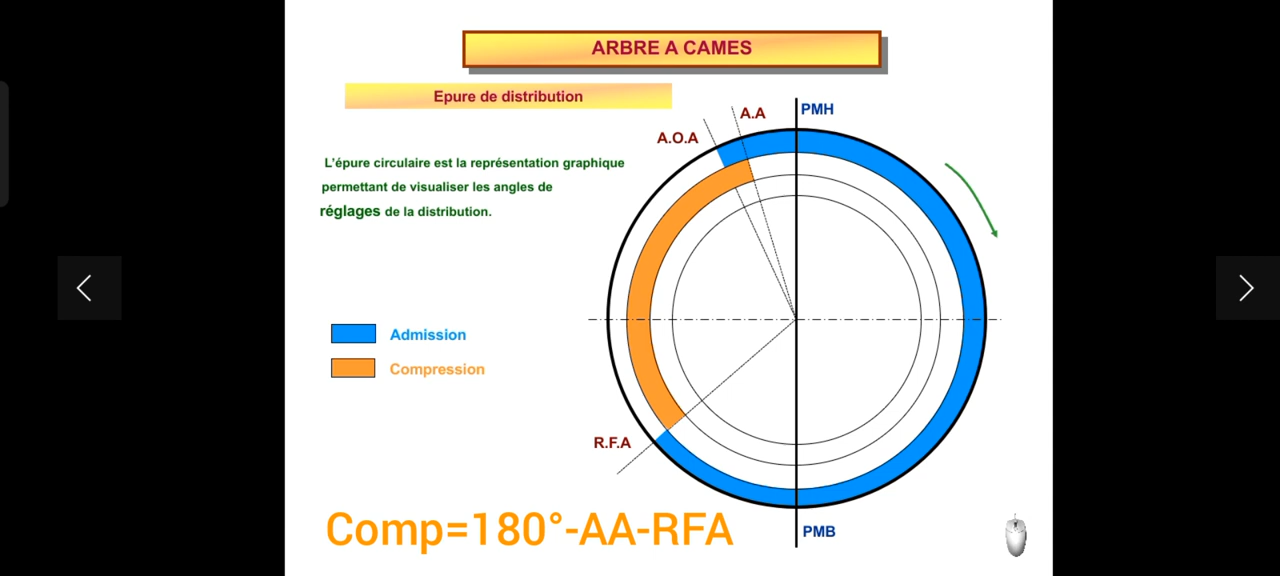 ARBRE A CAMES
Epure de distribution
A.A
PMH
A.O.A
L'épure circulaire est la représentation graphique
permettant de visualiser les angles de
réglages de la distribution.
Admission
Compression
R.F.A
Comp=180°-AA-RFA
PMB